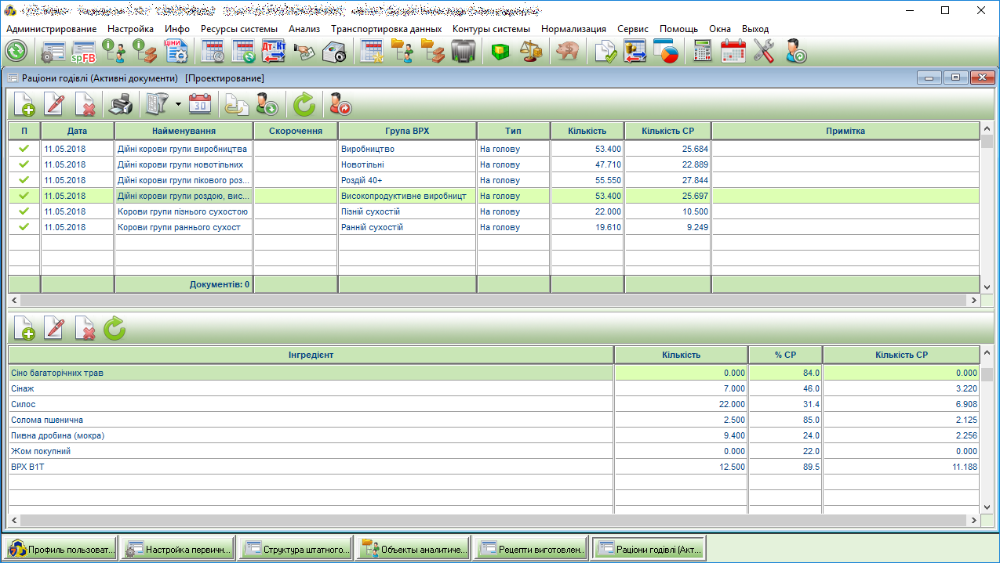 Администрирование Настройка Инфо Ресурсы системы Анализ Транспортировка данных Контуры системы Нормализация Сервис Помощь Окна Выход
spFB ЦІНИ Дт-Кт
Раціони годівлі (Активні документи) [Проектирование]
30
П Дата Найменування Скорочення Група ВРХ Тип Кількість Кількість СР Примітка
11.05.2018 Дійні корови групи виробництва Виробництво На голову 53.400 25.684
11.05.2018 Дійні корови групи новотільних Новотільні На голову 47.710 22.889
11.05.2018 Дійні корови групи пікового роз... Роздій 40+ На голову 55.550 27.844
11.05.2018 Дійні корови групи роздою, вис... Високопродуктивне виробницт На голову 53.400 25.697
11.05.2018 Корови групи пізнього сухостою Пізній сухостій На голову 22.000 10.500
11.05.2018 Корови групи раннього сухост Ранній сухостій На голову 19.610 9.249
Документів: 0
Інгредієнт Кількість % СР Кількість СР
Сіно багаторічних трав 0.000 84.0 0.000
Сінаж 7.000 46.0 3.220
Силос 22.000 31.4 6.908
Солома пшенична 2.500 85.0 2.125
Пивна дробина (мокра) 9.400 24.0 2.256
Жом покупний 0.000 22.0 0.000
ВРХ В1Т 12.500 89.5 11.188
Профиль пользоват... Настройка первичн... Структура штатного... Объекты аналитиче... Рецепти виготовлен... Раціони годівлі (Акт...